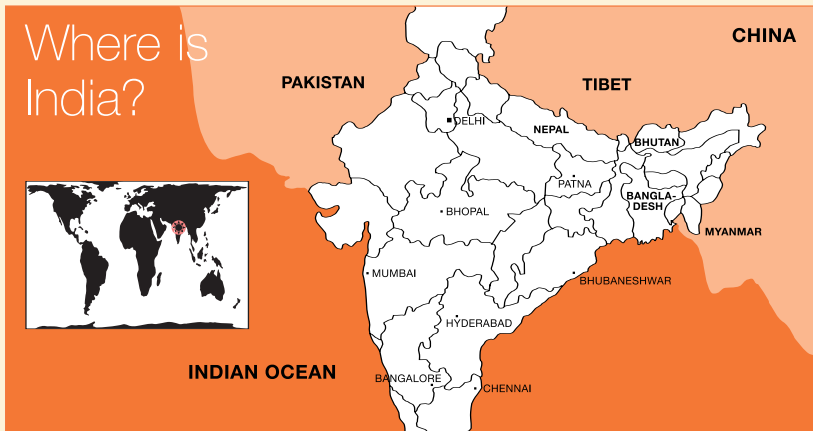 Where is
India?
CHINA
PAKISTAN
TIBET
DELHI
NEPAL
BHUTAN
PATNA
BANGLA-
DESH
BHOPAL
MYANMAR
MUMBAI
BHUBANESHWAR
HYDERABAD
INDIAN OCEAN
BANGALORE
CHENNAI